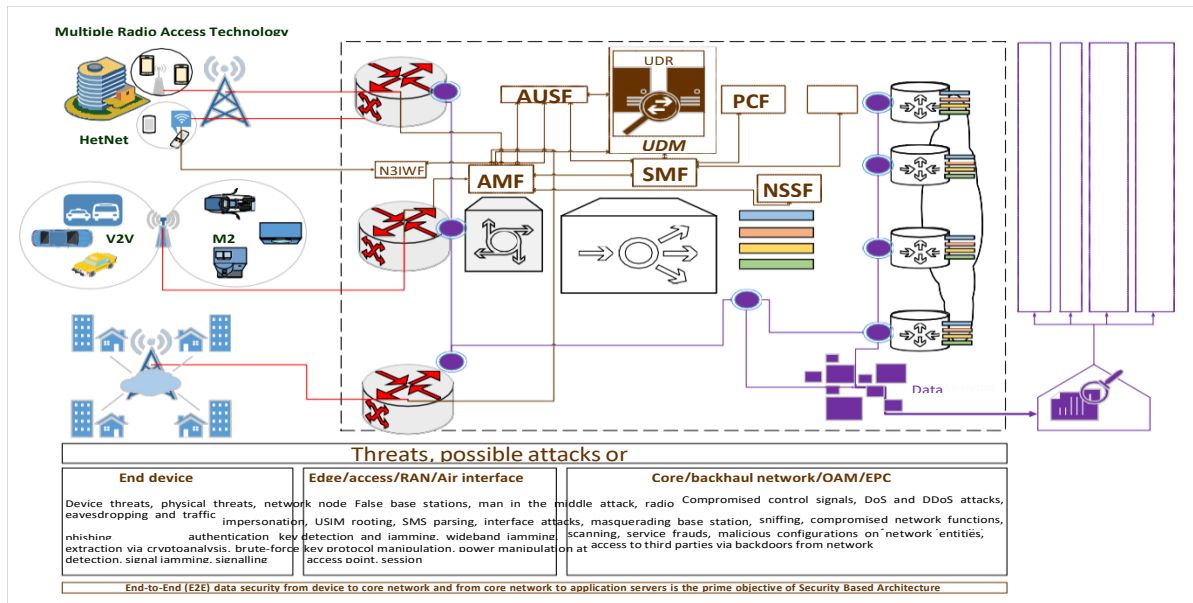 Multiple Radio Access Technology
HetNet
V2V
M2
N3IWF
AUSF
UDR
UDM
PCF
AMF
SMF
NSSF
Data
Threats, possible attacks or
End device
Device threats, physical threats, network node
eavesdropping and traffic
impersonation, USIM rooting, SMS parsing,
phishing,
authentication key
extraction via cryptoanalysis, brute-force key
detection, signal jamming, signalling
Edge/access/RAN/Air interface
False base stations, man in the middle attack, radio
interface attacks, masquerading base station,
detection and jamming, wideband jamming,
protocol manipulation, power manipulation at
access point, session
Core/backhaul network/OAM/EPC
Compromised control signals, DoS and DDoS attacks,
sniffing, compromised network functions,
scanning, service frauds, malicious configurations on network entities,
access to third parties via backdoors from network
End-to-End (E2E) data security from device to core network and from core network to application servers is the prime objective of Security Based Architecture